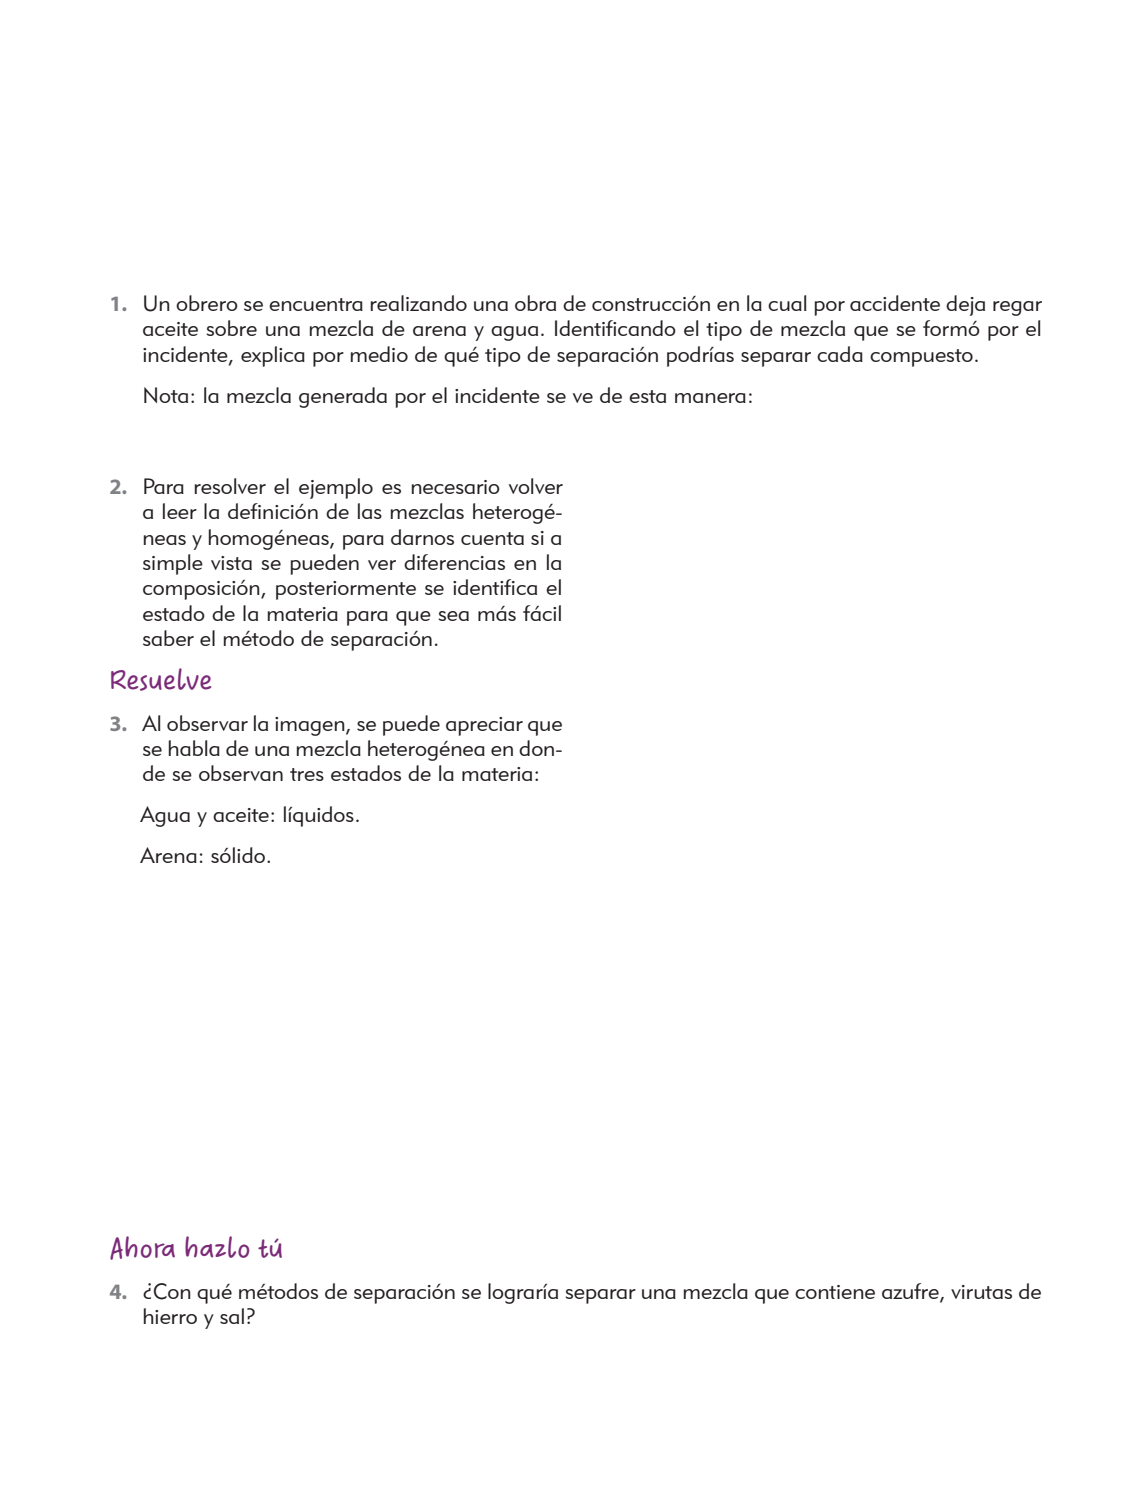 1. Un obrero se encuentra realizando una obra de construcción en la cual por accidente deja regar
aceite sobre una mezcla de arena y agua. Identificando el tipo de mezcla que se formó por el
incidente, explica por medio de qué tipo de separación podrías separar cada compuesto.
Nota: la mezcla generada por el incidente se ve de esta manera:
2. Para resolver el ejemplo es necesario volver
a leer la definición de las mezclas heterogé-
neas y homogéneas, para darnos cuenta si a
simple vista se pueden ver diferencias en la
composición, posteriormente se identifica el
estado de la materia para que sea más fácil
saber el método de separación.
Resuelve
3. Al observar la imagen, se puede apreciar que
se habla de una mezcla heterogénea en don-
de se observan tres estados de la materia:
Agua y aceite: líquidos.
Arena: sólido.
Ahora hazlo tú
4. ¿Con qué métodos de separación se lograría separar una mezcla que contiene azufre, virutas de
hierro y sal?